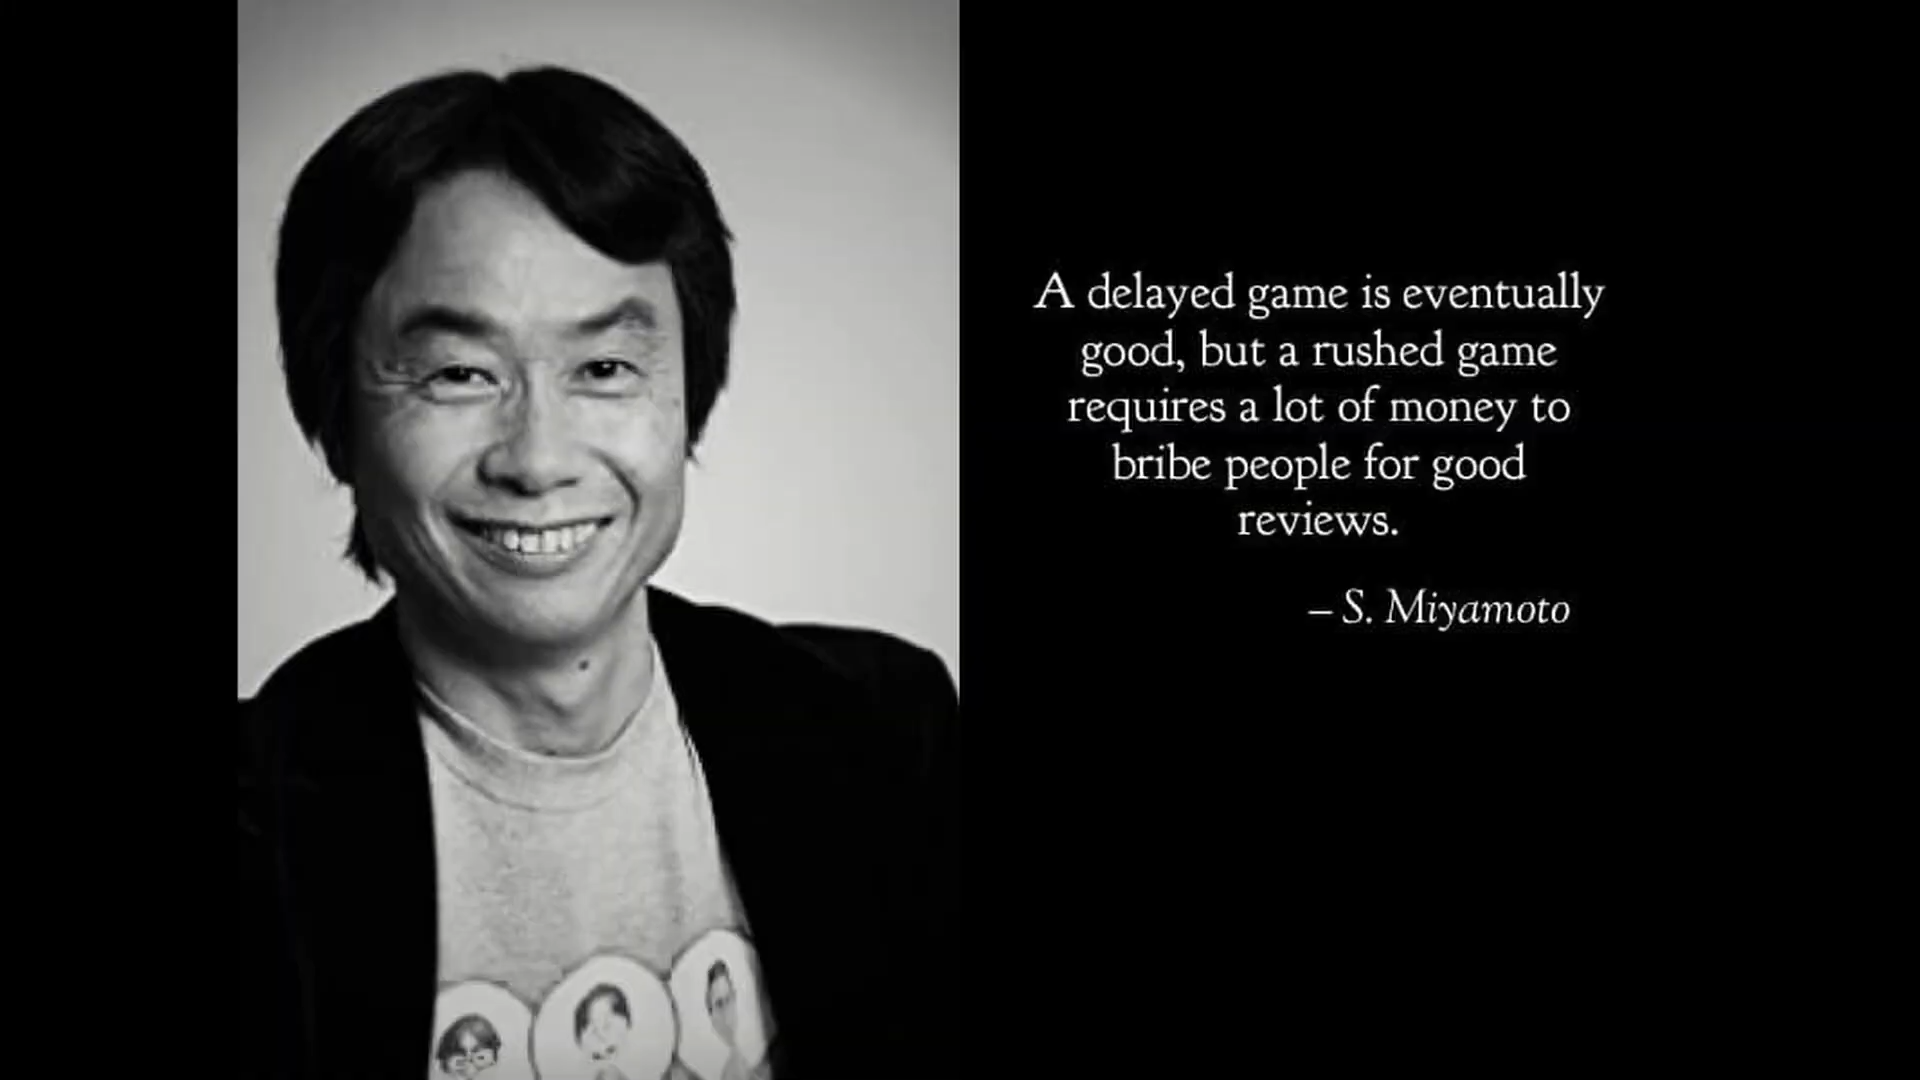 A delayed game is eventually
good, but a rushed game
requires a lot of money to
bribe people for good
reviews.
– S. Miyamoto